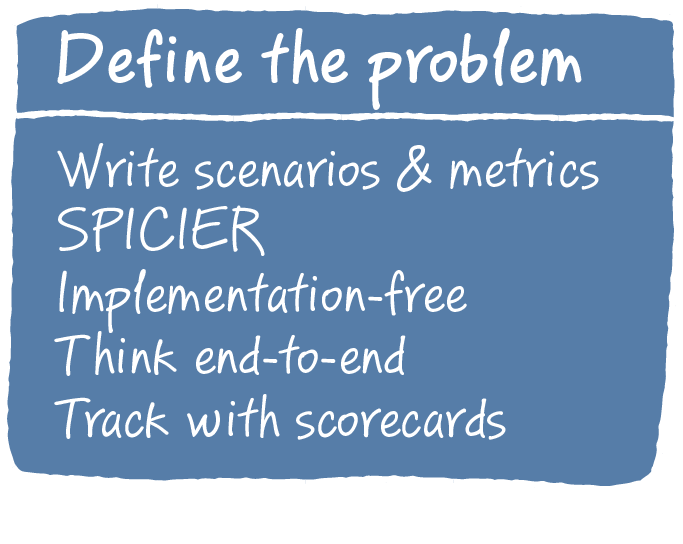 Define the problem
Write scenarios & metrics
SPICIER
Implementation-free
Think end-to-end
Track with scorecards